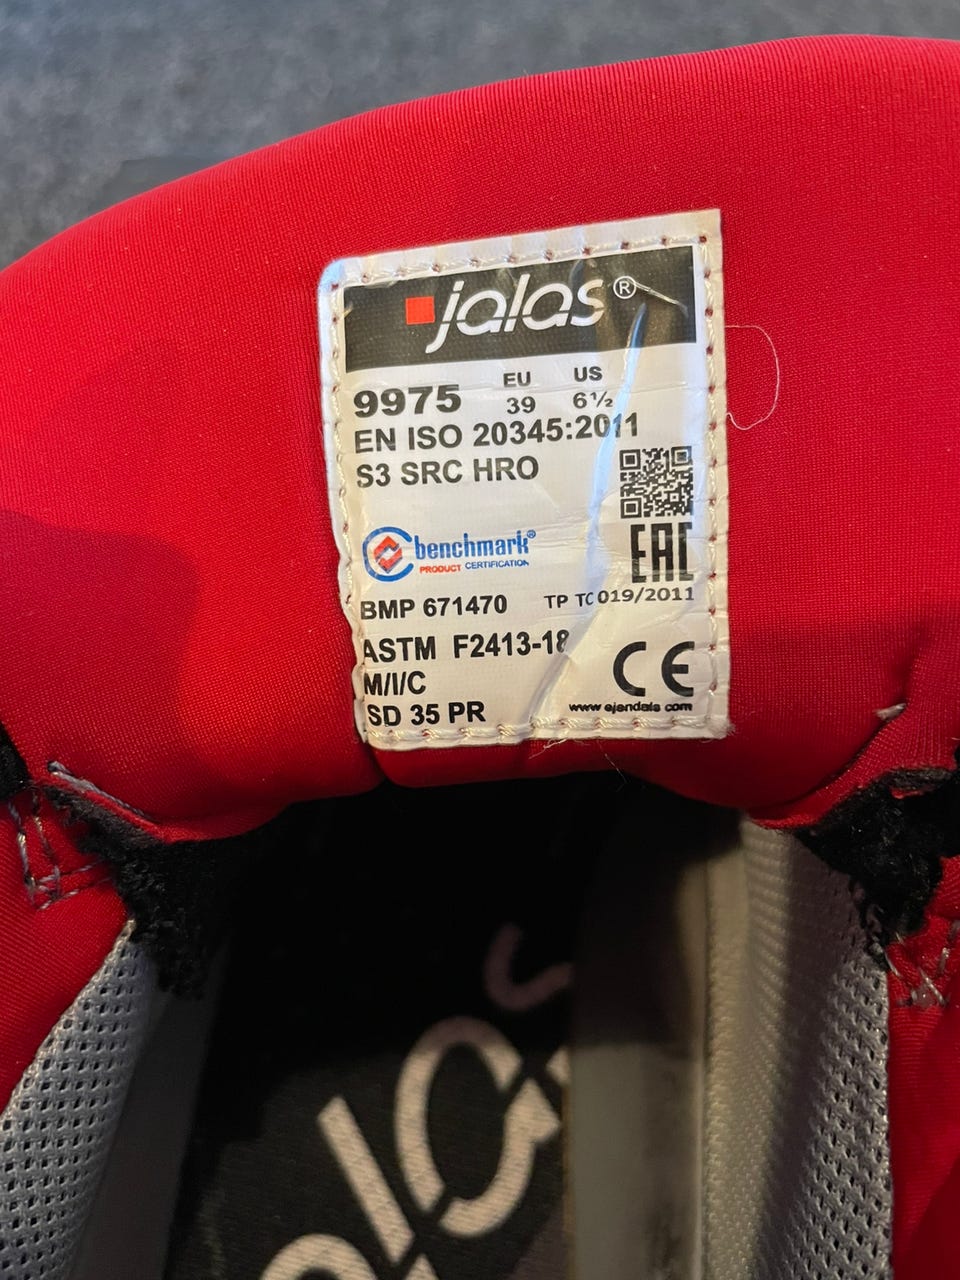 jalas®
EU US
9975 39 6½
EN ISO 20345:2011
S3 SRC HRO
benchmark®
PRODUCT CERTIFICATION
EAC
BMP 671470 TP TC 019/2011
ASTM F2413-18
M/I/C
SD 35 PR
CE
www.ejendals.com
jalas